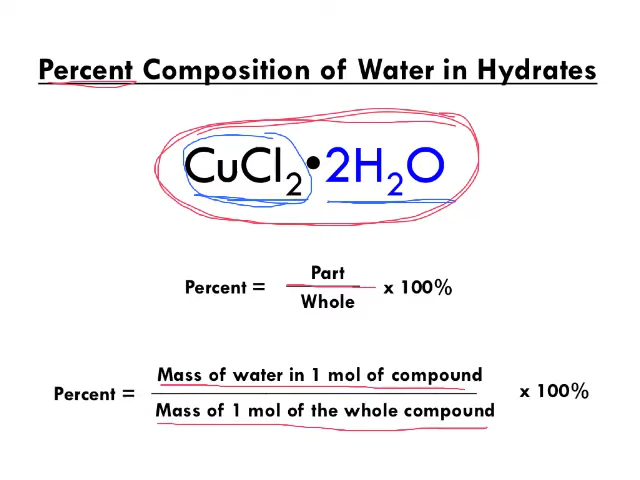 Percent Composition of Water in Hydrates
CuCl₂•2H₂O
Percent = Part / Whole x 100%
Percent = Mass of water in 1 mol of compound / Mass of 1 mol of the whole compound x 100%